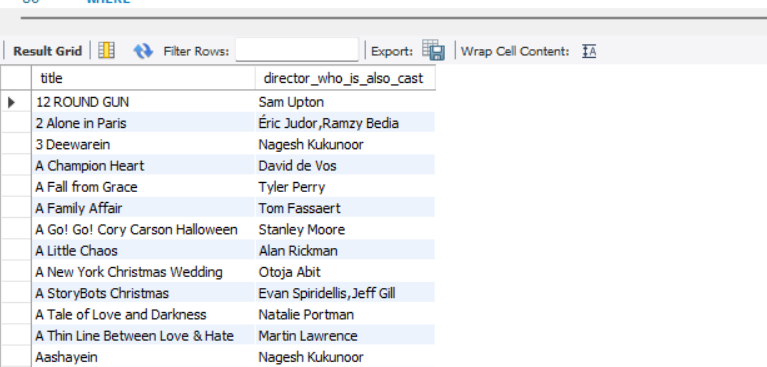 WHERE
Result Grid Filter Rows: Export: Wrap Cell Content: IA
title director_who_is_also_cast
12 ROUND GUN Sam Upton
2 Alone in Paris Éric Judor,Ramzy Bedia
3 Deewarein Nagesh Kukunoor
A Champion Heart David de Vos
A Fall from Grace Tyler Perry
A Family Affair Tom Fassaert
A Go! Go! Cory Carson Halloween Stanley Moore
A Little Chaos Alan Rickman
A New York Christmas Wedding Otoja Abit
A StoryBots Christmas Evan Spiridellis,Jeff Gill
A Tale of Love and Darkness Natalie Portman
A Thin Line Between Love & Hate Martin Lawrence
Aashayein Nagesh Kukunoor